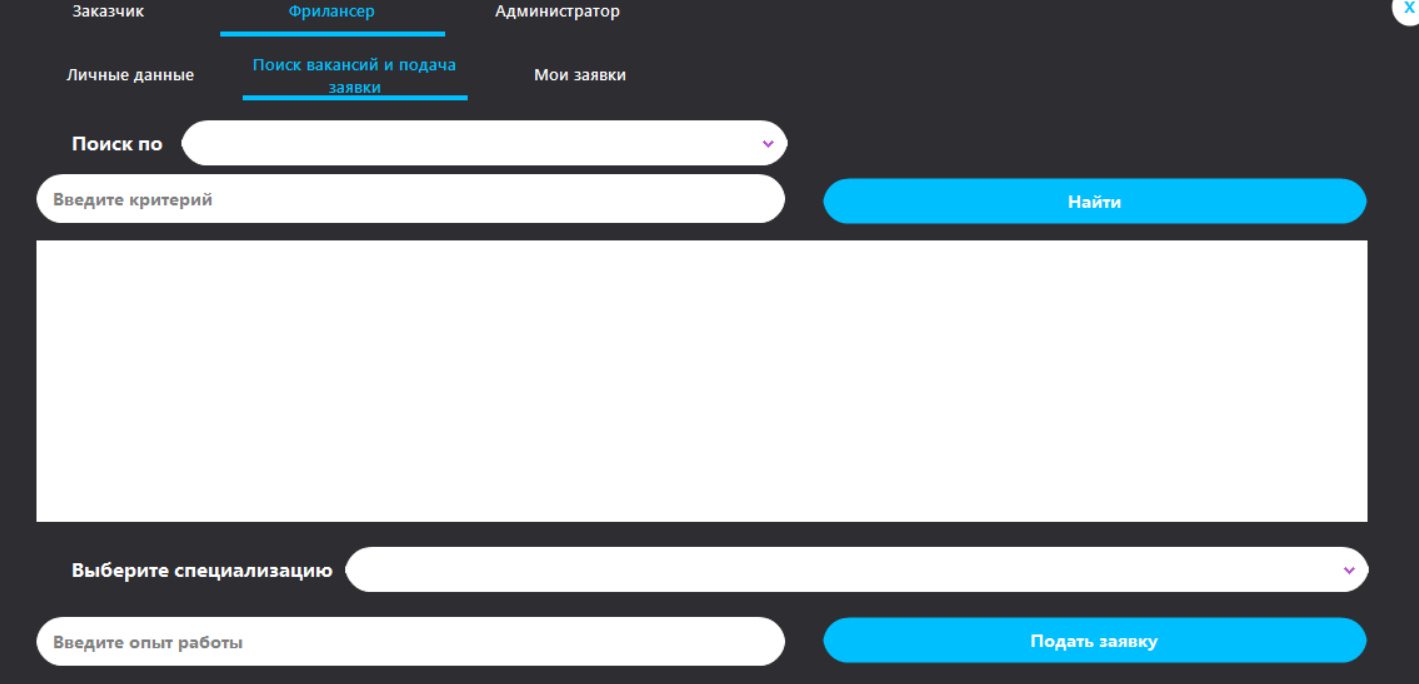 Заказчик Фрилансер Администратор X
Личные данные Поиск вакансий и подача заявки Мои заявки
Поиск по
Введите критерий Найти
Выберите специализацию
Введите опыт работы Подать заявку